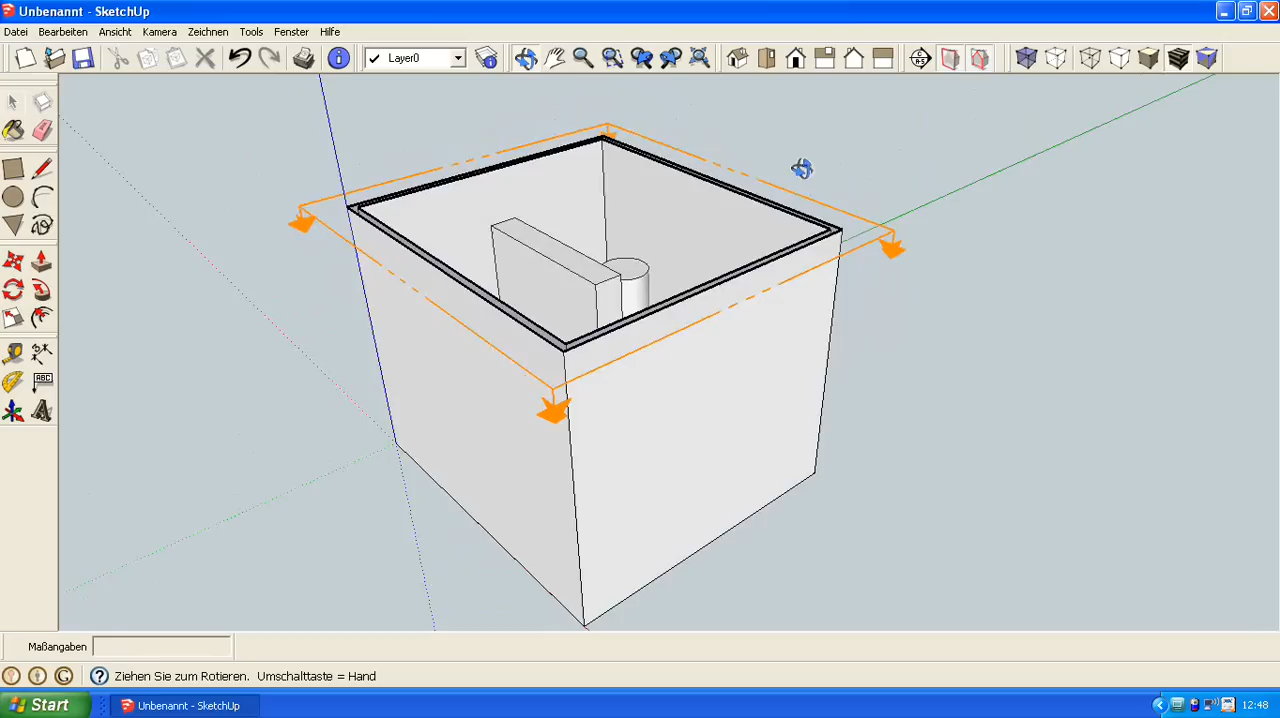 Unbenannt - SketchUp
Datei Bearbeiten Ansicht Kamera Zeichnen Tools Fenster Hilfe
Layer0
ABC
Maßangaben
Ziehen Sie zum Rotieren. Umschalttaste = Hand
Start Unbenannt - SketchUp 12:48